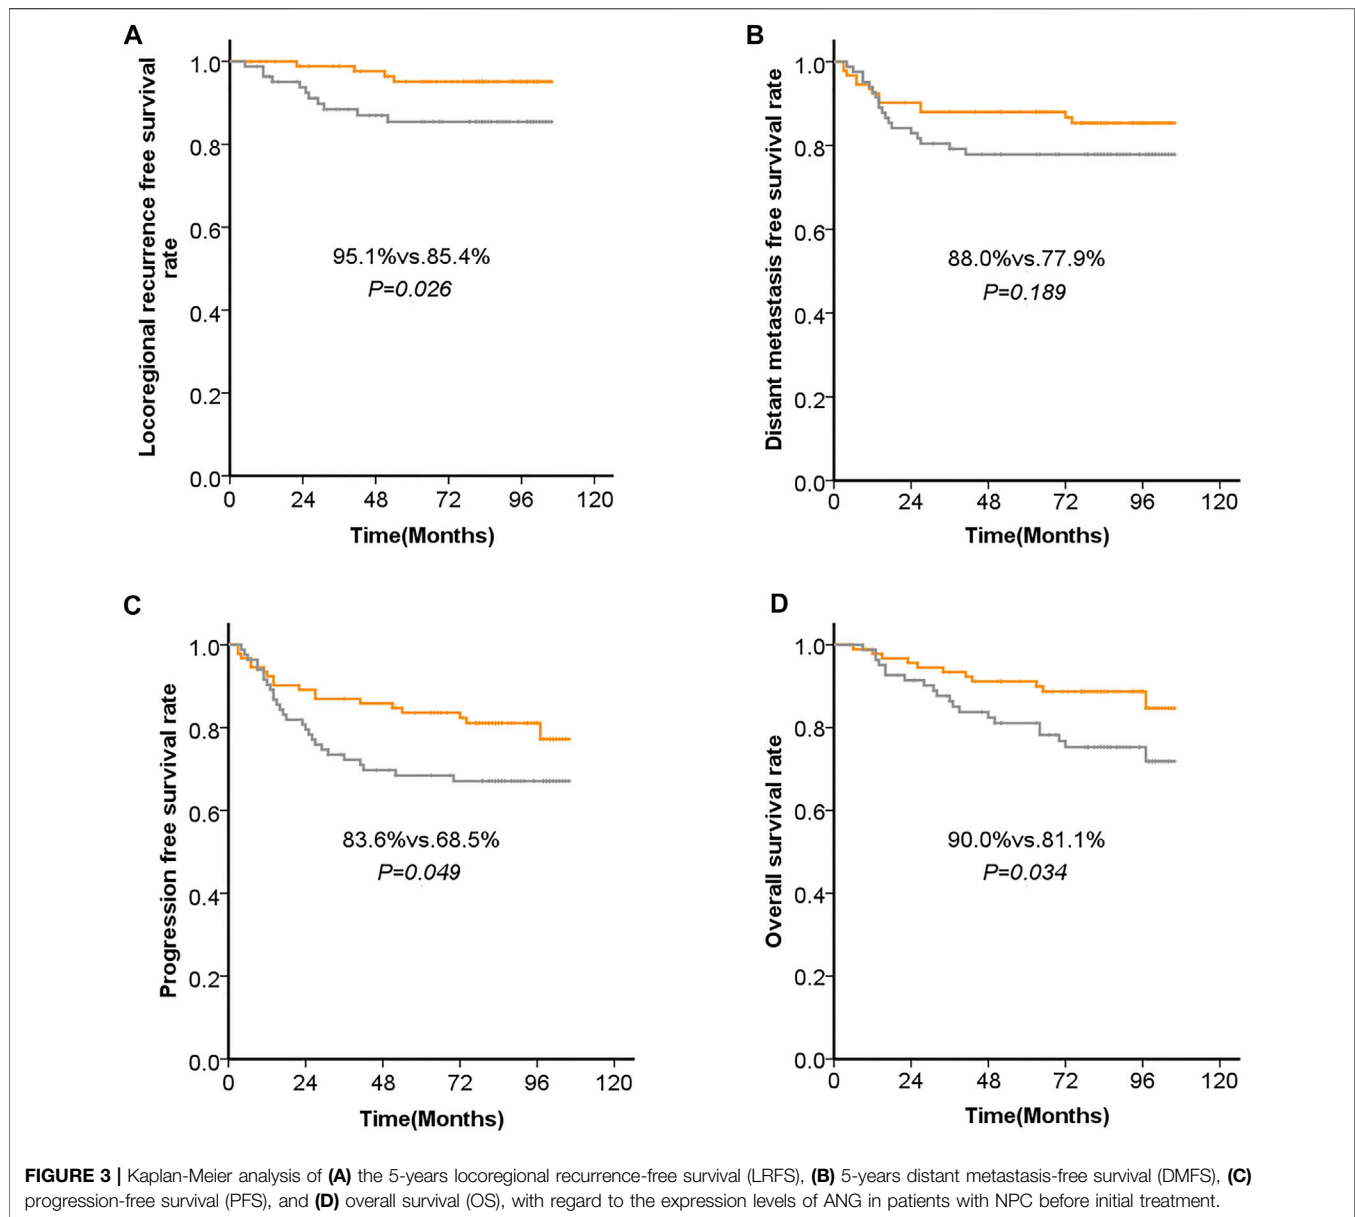 A
Locoregional recurrence free survival
rate
1.0
0.8
0.6
0.4
0.2
0.0
95.1%vs.85.4%
P=0.026
0 24 48 72 96 120
Time(Months)
B
Distant metastasis free survival rate
1.0
0.8
0.6
0.4
0.2
0.0
88.0%vs.77.9%
P=0.189
0 24 48 72 96 120
Time(Months)
C
Progression free survival rate
1.0
0.8
0.6
0.4
0.2
0.0
83.6%vs.68.5%
P=0.049
0 24 48 72 96 120
Time(Months)
D
Overall survival rate
1.0
0.8
0.6
0.4
0.2
0.0
90.0%vs.81.1%
P=0.034
0 24 48 72 96 120
Time(Months)
FIGURE 3 | Kaplan-Meier analysis of (A) the 5-years locoregional recurrence-free survival (LRFS), (B) 5-years distant metastasis-free survival (DMFS), (C)
progression-free survival (PFS), and (D) overall survival (OS), with regard to the expression levels of ANG in patients with NPC before initial treatment.